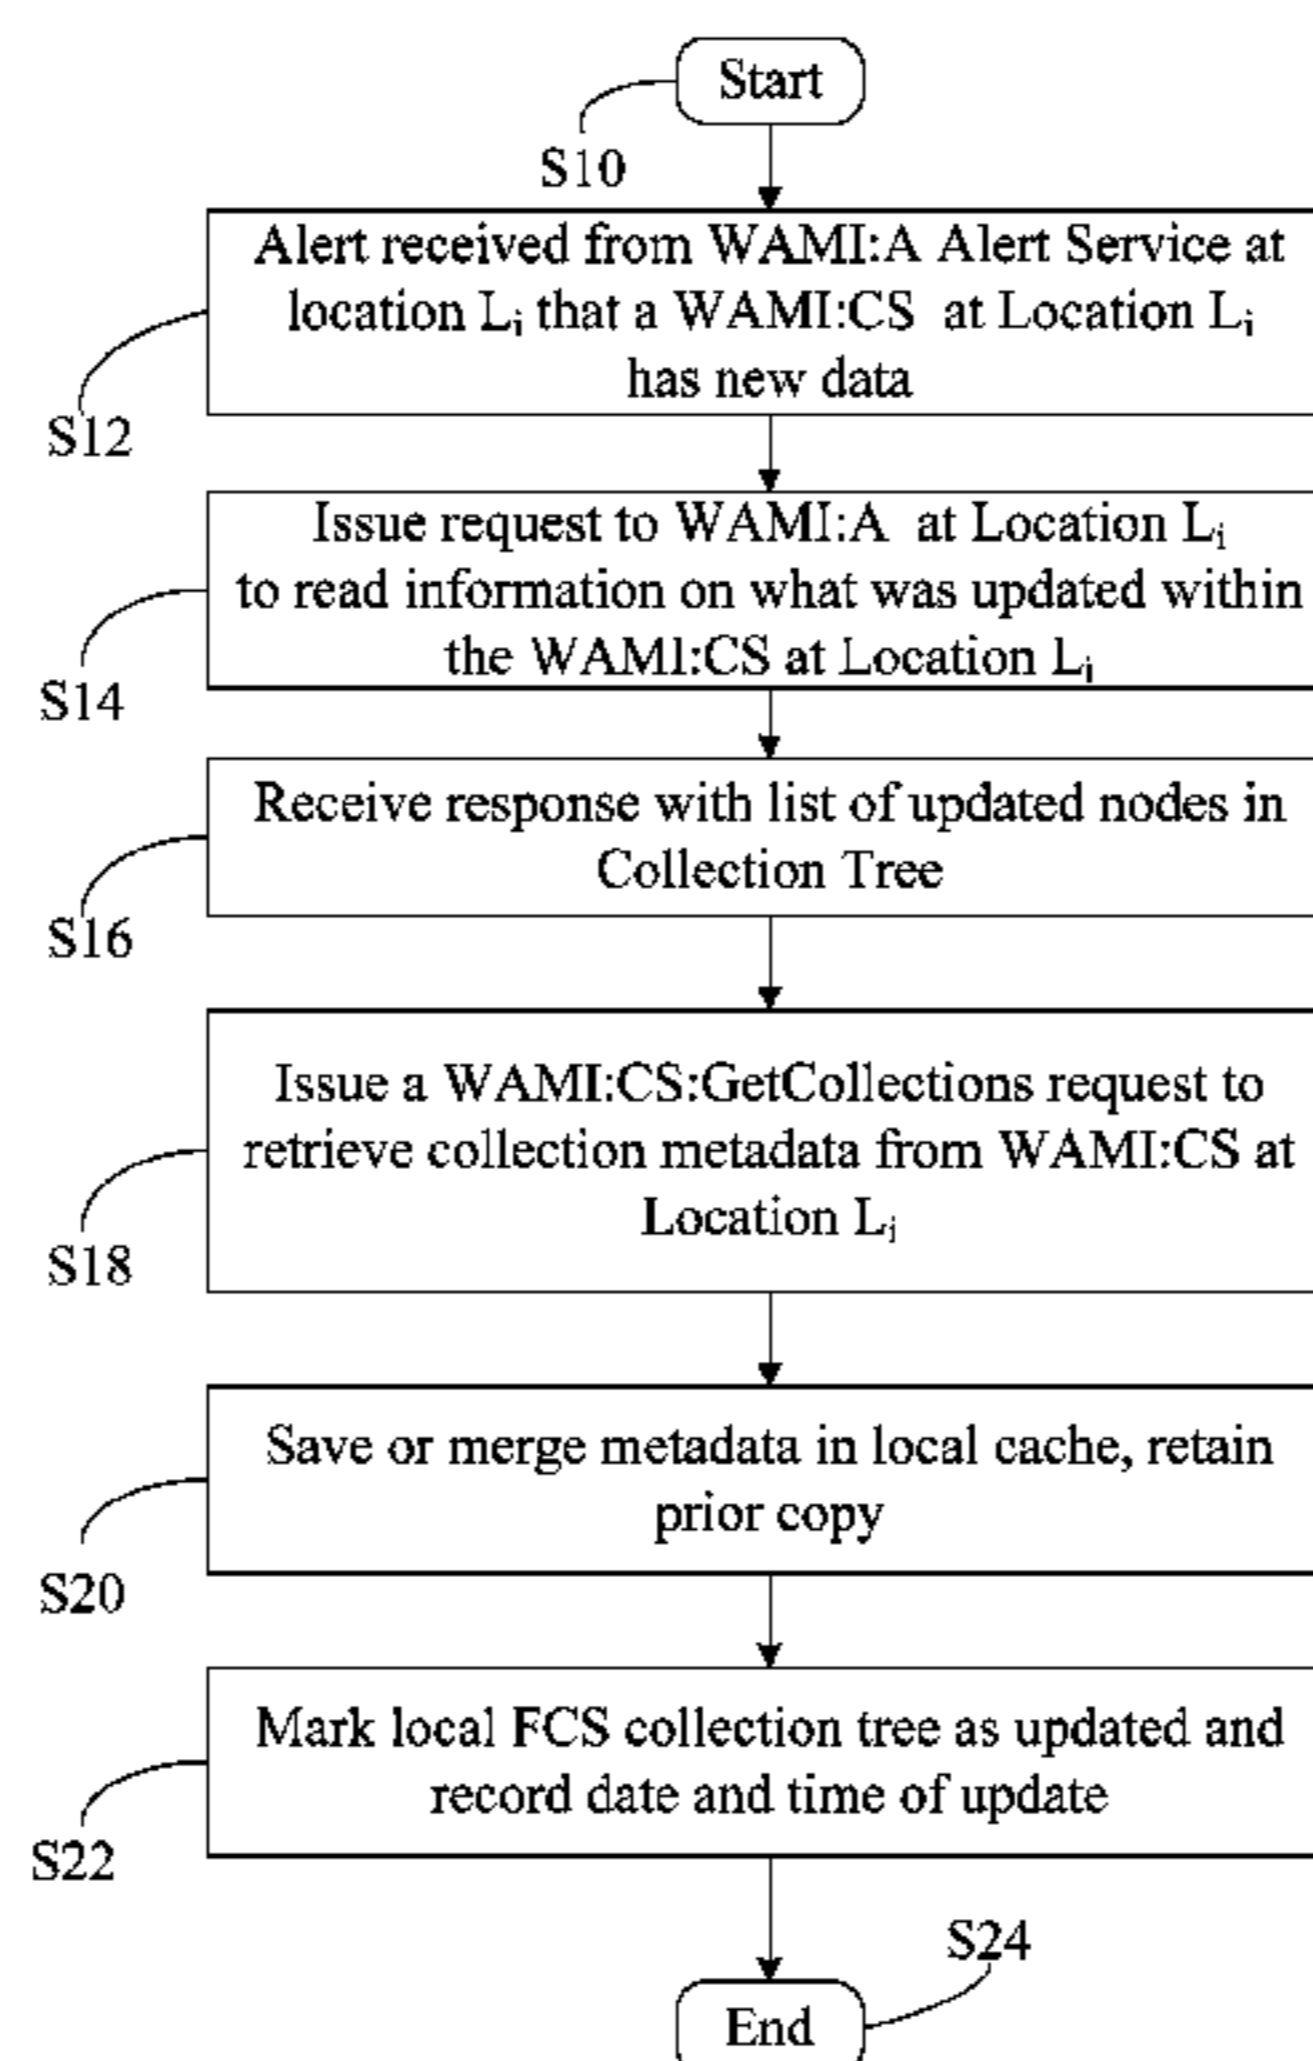 Start
S10
Alert received from WAMI:A Alert Service at
location Li that a WAMI:CS at Location Li
has new data
S12
Issue request to WAMI:A at Location Li
to read information on what was updated within
the WAMI:CS at Location Li
S14
Receive response with list of updated nodes in
Collection Tree
S16
Issue a WAMI:CS:GetCollections request to
retrieve collection metadata from WAMI:CS at
Location Li
S18
Save or merge metadata in local cache, retain
prior copy
S20
Mark local FCS collection tree as updated and
record date and time of update
S22
S24
End